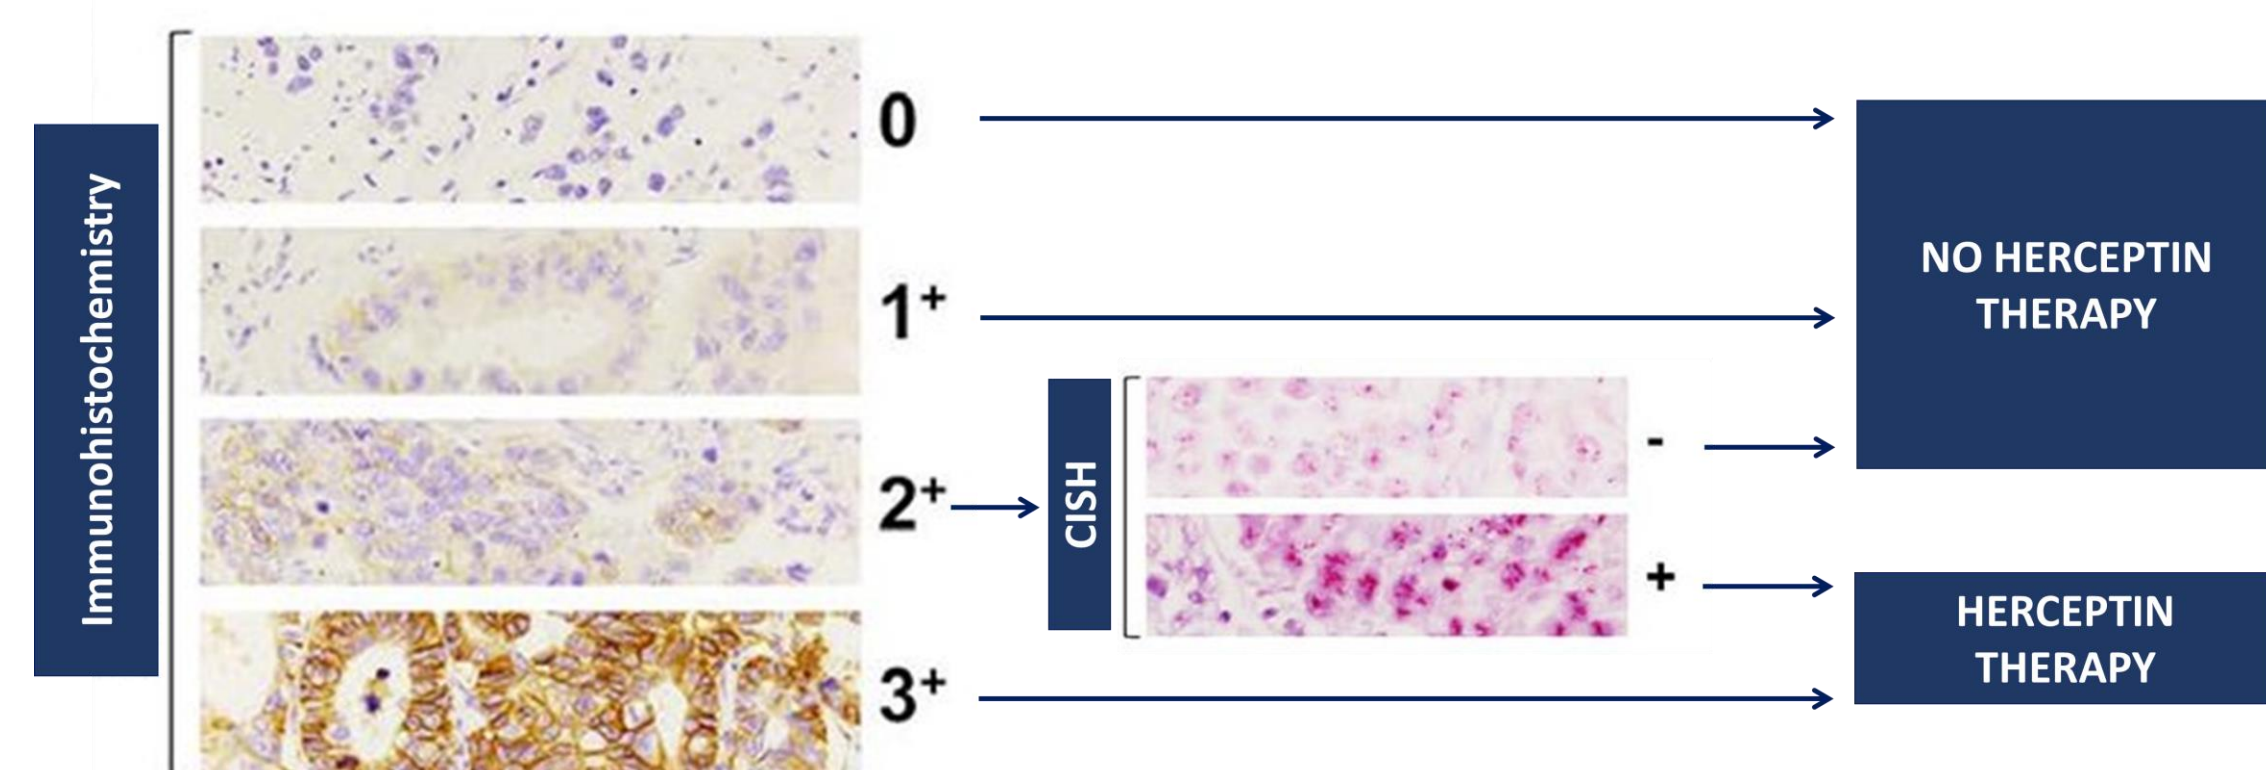 Immunohistochemistry
0
1+
2+
3+
CISH
-
+
NO HERCEPTIN
THERAPY
HERCEPTIN
THERAPY